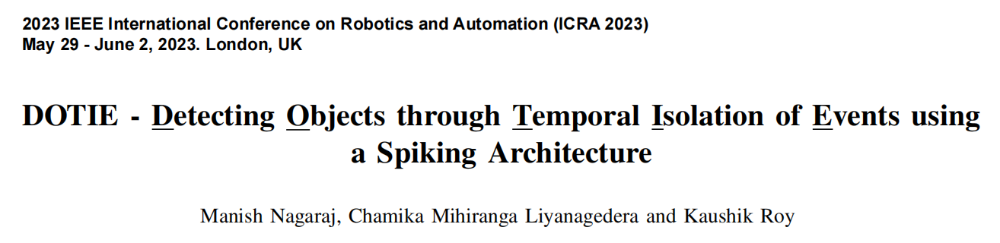 2023 IEEE International Conference on Robotics and Automation (ICRA 2023)
May 29 - June 2, 2023. London, UK
DOTIE - Detecting Objects through Temporal Isolation of Events using
a Spiking Architecture
Manish Nagaraj, Chamika Mihiranga Liyanagedera and Kaushik Roy